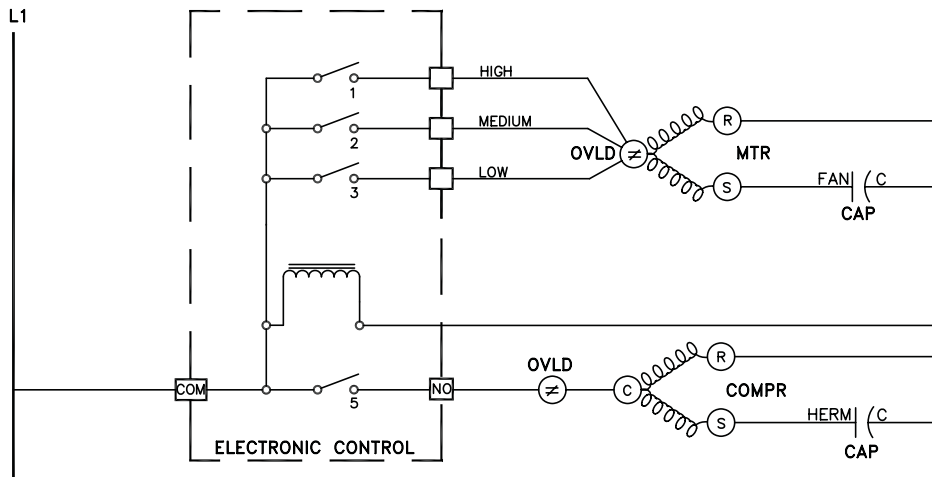 L1
HIGH
1
MEDIUM
R
2
OVLD
≠
MTR
LOW
3
S
FAN
C
CAP
OVLD
R
COM
NO
≠
C
COMPR
5
HERM
C
S
ELECTRONIC CONTROL
CAP